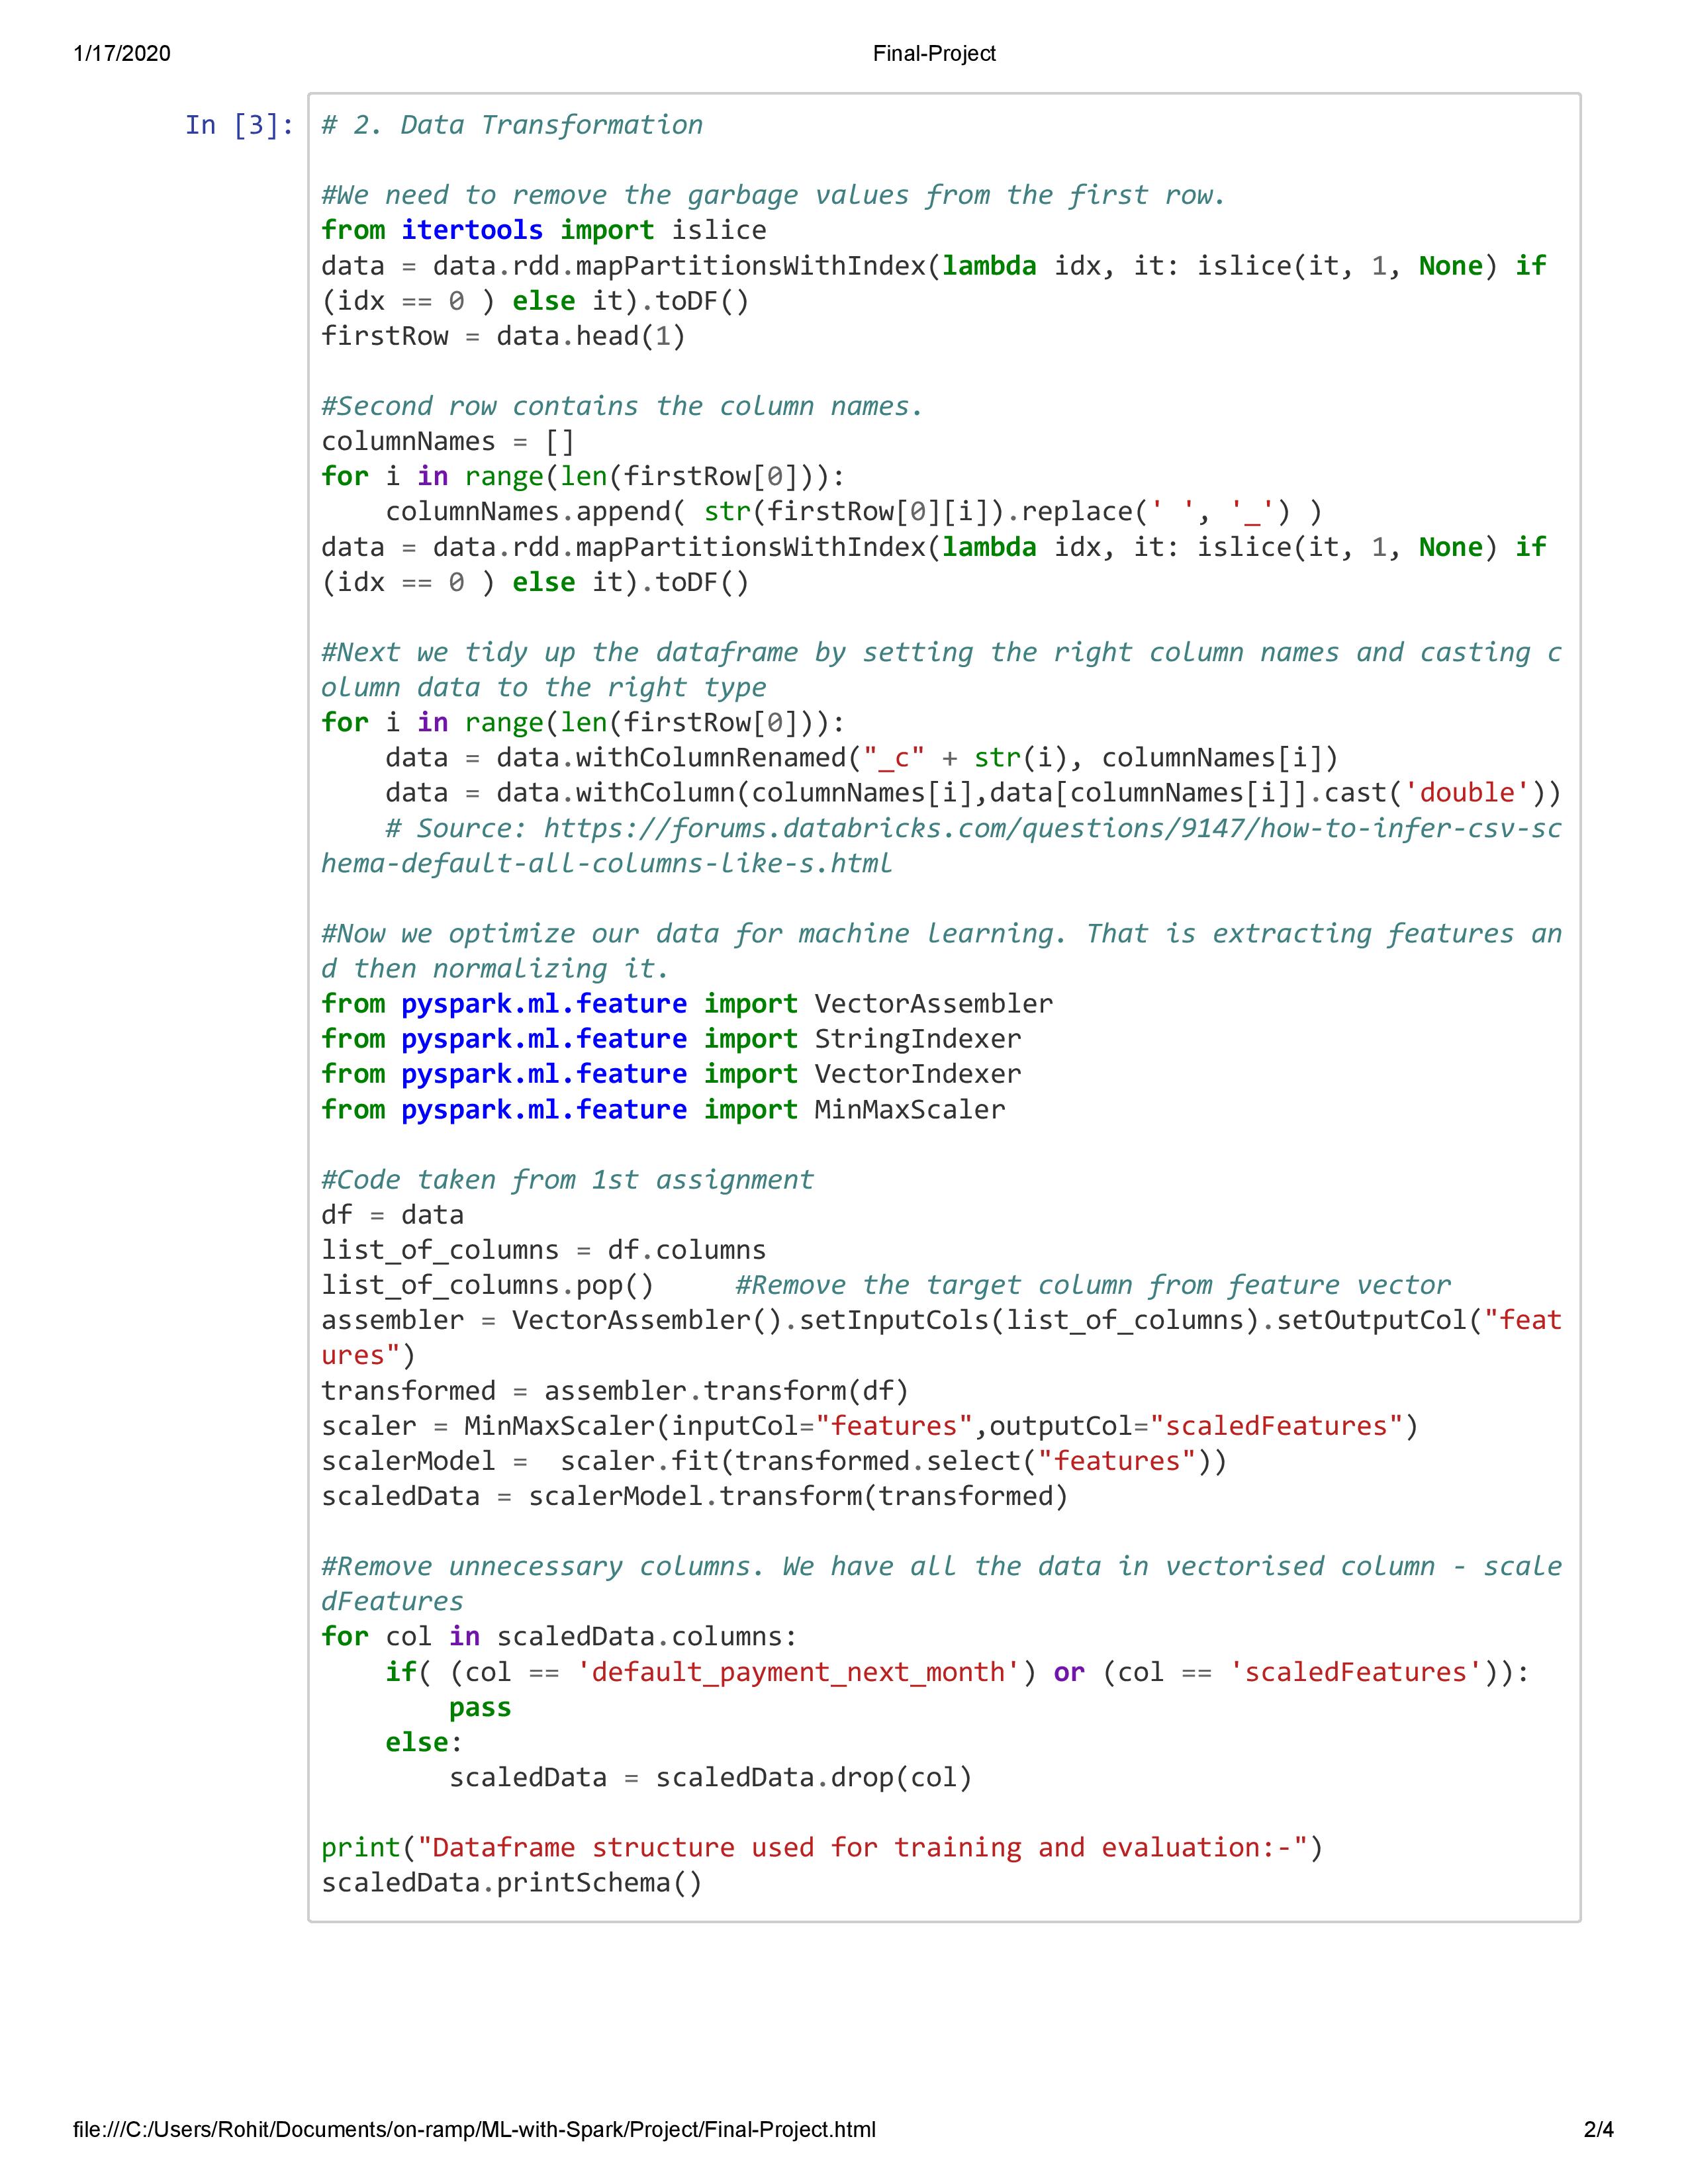 1/17/2020 Final-Project
In [3]: # 2. Data Transformation
#We need to remove the garbage values from the first row.
from itertools import islice
data = data.rdd.mapPartitionsWithIndex(lambda idx, it: islice(it, 1, None) if
(idx == 0 ) else it).toDF()
firstRow = data.head(1)
#Second row contains the column names.
columnNames = []
for i in range(len(firstRow[0])):
    columnNames.append( str(firstRow[0][i]).replace(' ', '_') )
data = data.rdd.mapPartitionsWithIndex(lambda idx, it: islice(it, 1, None) if
(idx == 0 ) else it).toDF()
#Next we tidy up the dataframe by setting the right column names and casting c
olumn data to the right type
for i in range(len(firstRow[0])):
    data = data.withColumnRenamed("_c" + str(i), columnNames[i])
    data = data.withColumn(columnNames[i],data[columnNames[i]].cast('double'))
    # Source: https://forums.databricks.com/questions/9147/how-to-infer-csv-sc
hema-default-all-columns-like-s.html
#Now we optimize our data for machine learning. That is extracting features an
d then normalizing it.
from pyspark.ml.feature import VectorAssembler
from pyspark.ml.feature import StringIndexer
from pyspark.ml.feature import VectorIndexer
from pyspark.ml.feature import MinMaxScaler
#Code taken from 1st assignment
df = data
list_of_columns = df.columns
list_of_columns.pop()     #Remove the target column from feature vector
assembler = VectorAssembler().setInputCols(list_of_columns).setOutputCol("feat
ures")
transformed = assembler.transform(df)
scaler = MinMaxScaler(inputCol="features",outputCol="scaledFeatures")
scalerModel =  scaler.fit(transformed.select("features"))
scaledData = scalerModel.transform(transformed)
#Remove unnecessary columns. We have all the data in vectorised column - scale
dFeatures
for col in scaledData.columns:
    if( (col == 'default_payment_next_month') or (col == 'scaledFeatures')):
        pass
    else:
        scaledData = scaledData.drop(col)
print("Dataframe structure used for training and evaluation:-")
scaledData.printSchema()
file:///C:/Users/Rohit/Documents/on-ramp/ML-with-Spark/Project/Final-Project.html 2/4